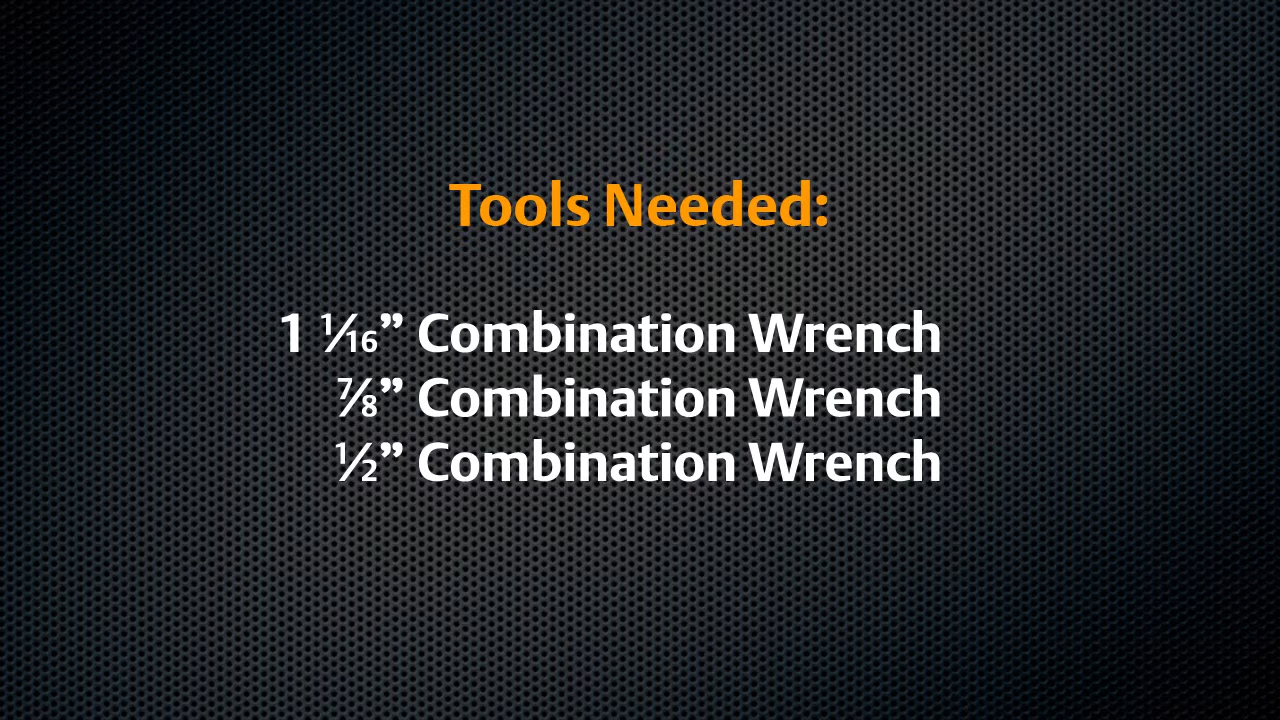 Tools Needed:
1 1⁄16” Combination Wrench
7⁄8” Combination Wrench
1⁄2” Combination Wrench